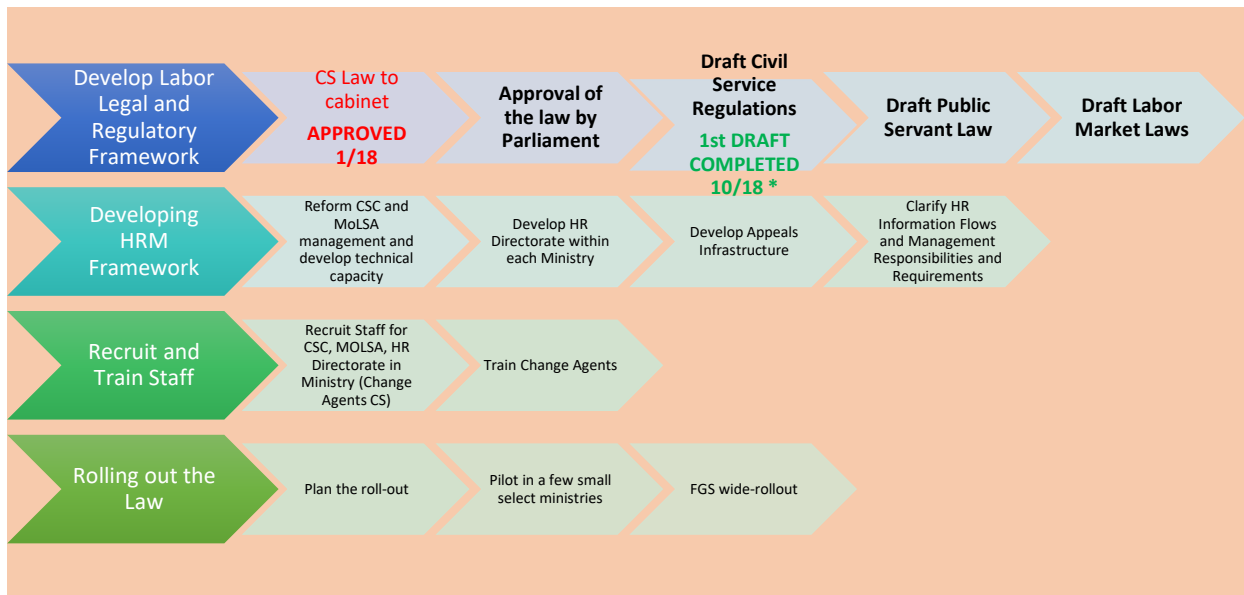 Develop Labor
Legal and
Regulatory
Framework
CS Law to
cabinet
APPROVED
1/18
Approval of
the law by
Parliament
Draft Civil
Service
Regulations
1st DRAFT
COMPLETED
10/18 *
Draft Public
Servant Law
Draft Labor
Market Laws
Developing
HRM
Framework
Reform CSC and
MoLSA
management and
develop technical
capacity
Develop HR
Directorate within
each Ministry
Develop Appeals
Infrastructure
Clarify HR
Information Flows
and Management
Responsibilities and
Requirements
Recruit and
Train Staff
Recruit Staff for
CSC, MOLSA, HR
Directorate in
Ministry (Change
Agents CS)
Train Change Agents
Rolling out the
Law
Plan the roll-out
Pilot in a few small
select ministries
FGS wide-rollout